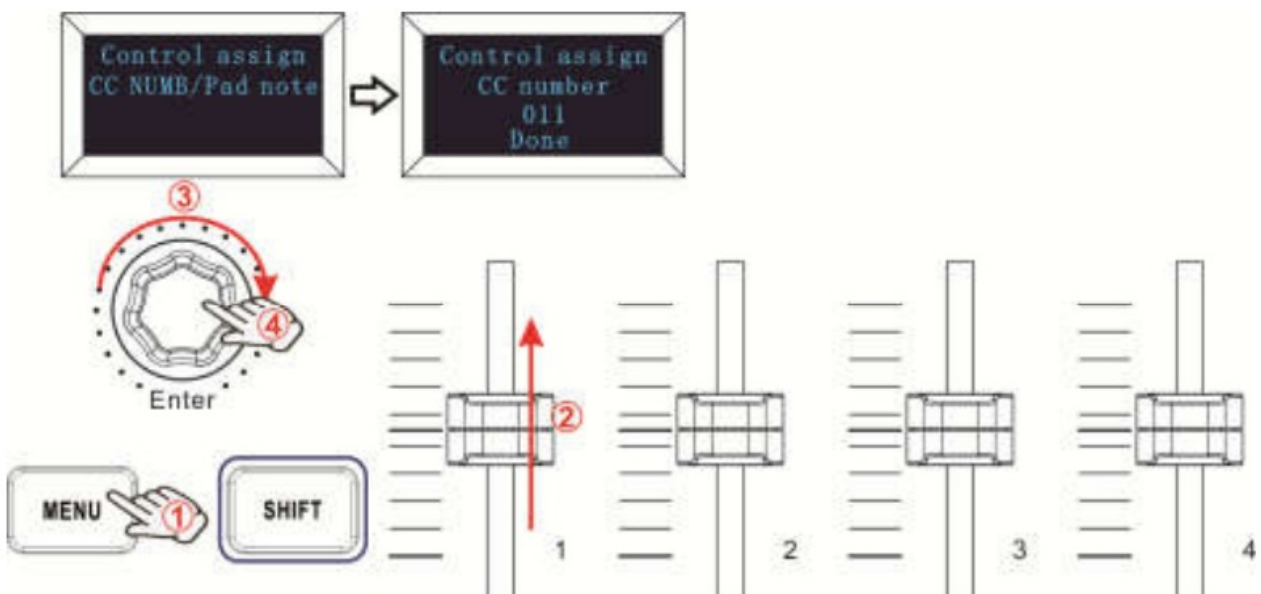 Control assign
CC NUMB/Pad note
Control assign
CC number
011
Done
③
④
Enter
②
MENU
①
SHIFT
1
2
3
4